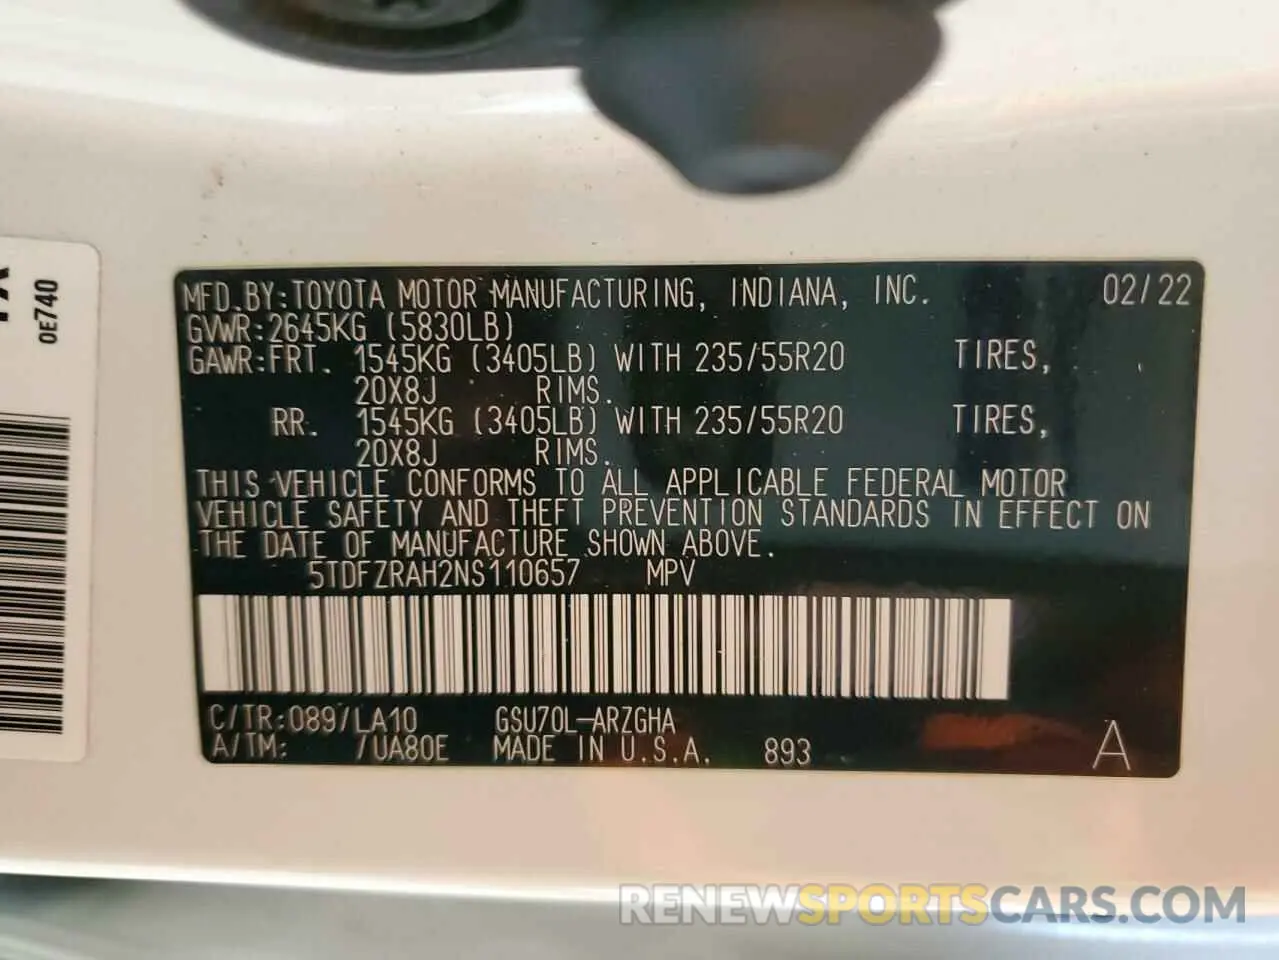 MFD.BY:TOYOTA MOTOR MANUFACTURING, INDIANA, INC. 02/22
GVWR:2645KG (5830LB)
GAWR:FRT. 1545KG (3405LB) WITH 235/55R20 TIRES,
20X8J RIMS.
RR. 1545KG (3405LB) WITH 235/55R20 TIRES,
20X8J RIMS.
THIS VEHICLE CONFORMS TO ALL APPLICABLE FEDERAL MOTOR
VEHICLE SAFETY AND THEFT PREVENTION STANDARDS IN EFFECT ON
THE DATE OF MANUFACTURE SHOWN ABOVE.
5TDFZRAH2NS110657 MPV
C/TR:089/LA10 GSU70L-ARZGHA
A/TM: /UA80E MADE IN U.S.A. 893 A
0E740
RENEWSPORTSCARS.COM